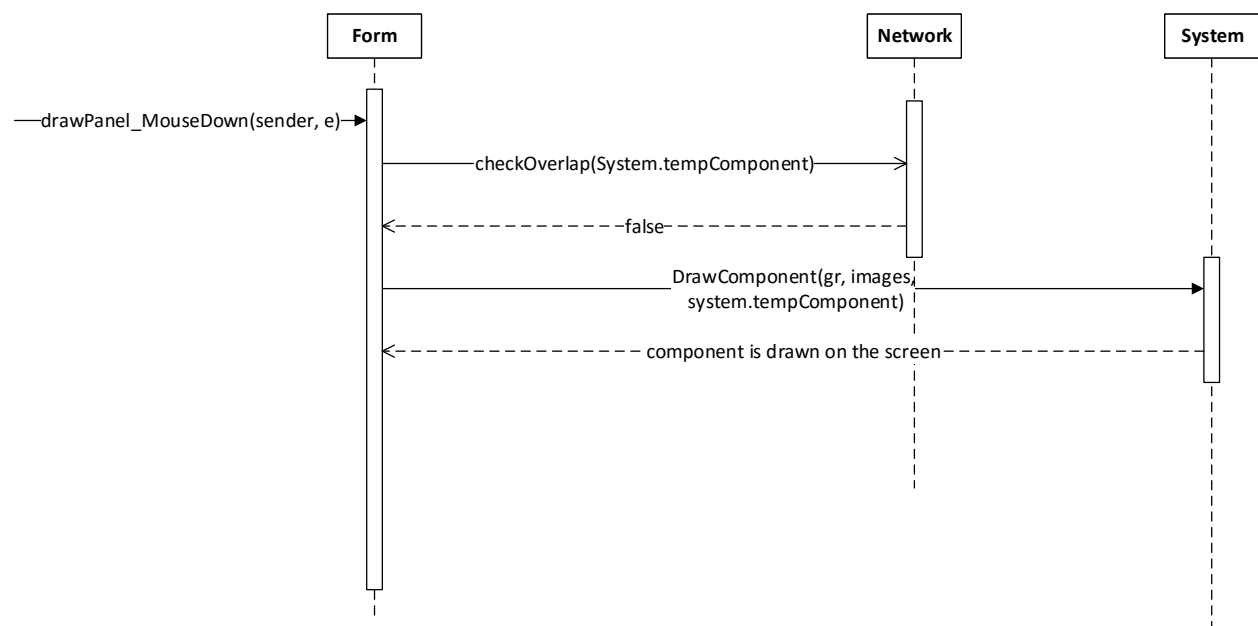 Form
Network
System
drawPanel_MouseDown(sender, e)
checkOverlap(System.tempComponent)
false
DrawComponent(gr, images,
system.tempComponent)
component is drawn on the screen